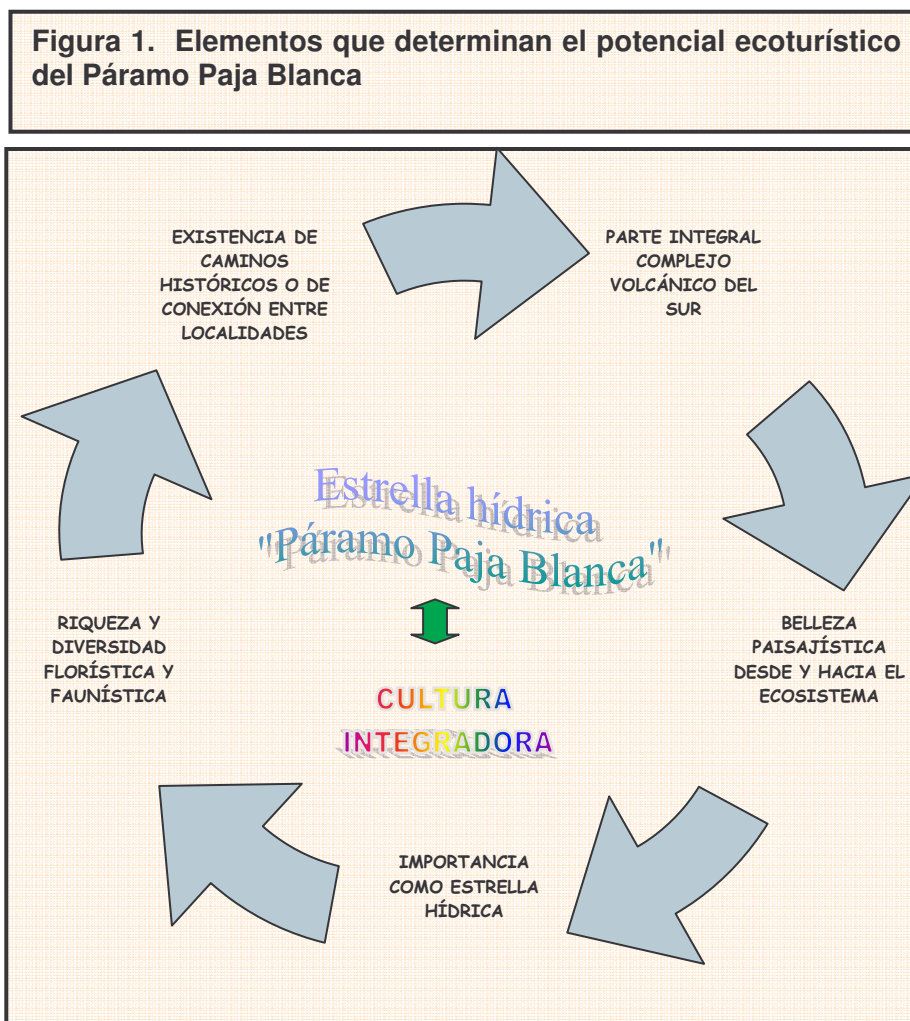 Figura 1. Elementos que determinan el potencial ecoturístico
del Páramo Paja Blanca
EXISTENCIA DE
CAMINOS
HISTÓRICOS O DE
CONEXIÓN ENTRE
LOCALIDADES
PARTE INTEGRAL
COMPLEJO
VOLCÁNICO DEL
SUR
Estrella hídrica
"Páramo Paja Blanca"
RIQUEZA Y
DIVERSIDAD
FLORÍSTICA Y
FAUNÍSTICA
BELLEZA
PAISAJÍSTICA
DESDE Y HACIA EL
ECOSISTEMA
CULTURA
INTEGRADORA
IMPORTANCIA
COMO ESTRELLA
HÍDRICA